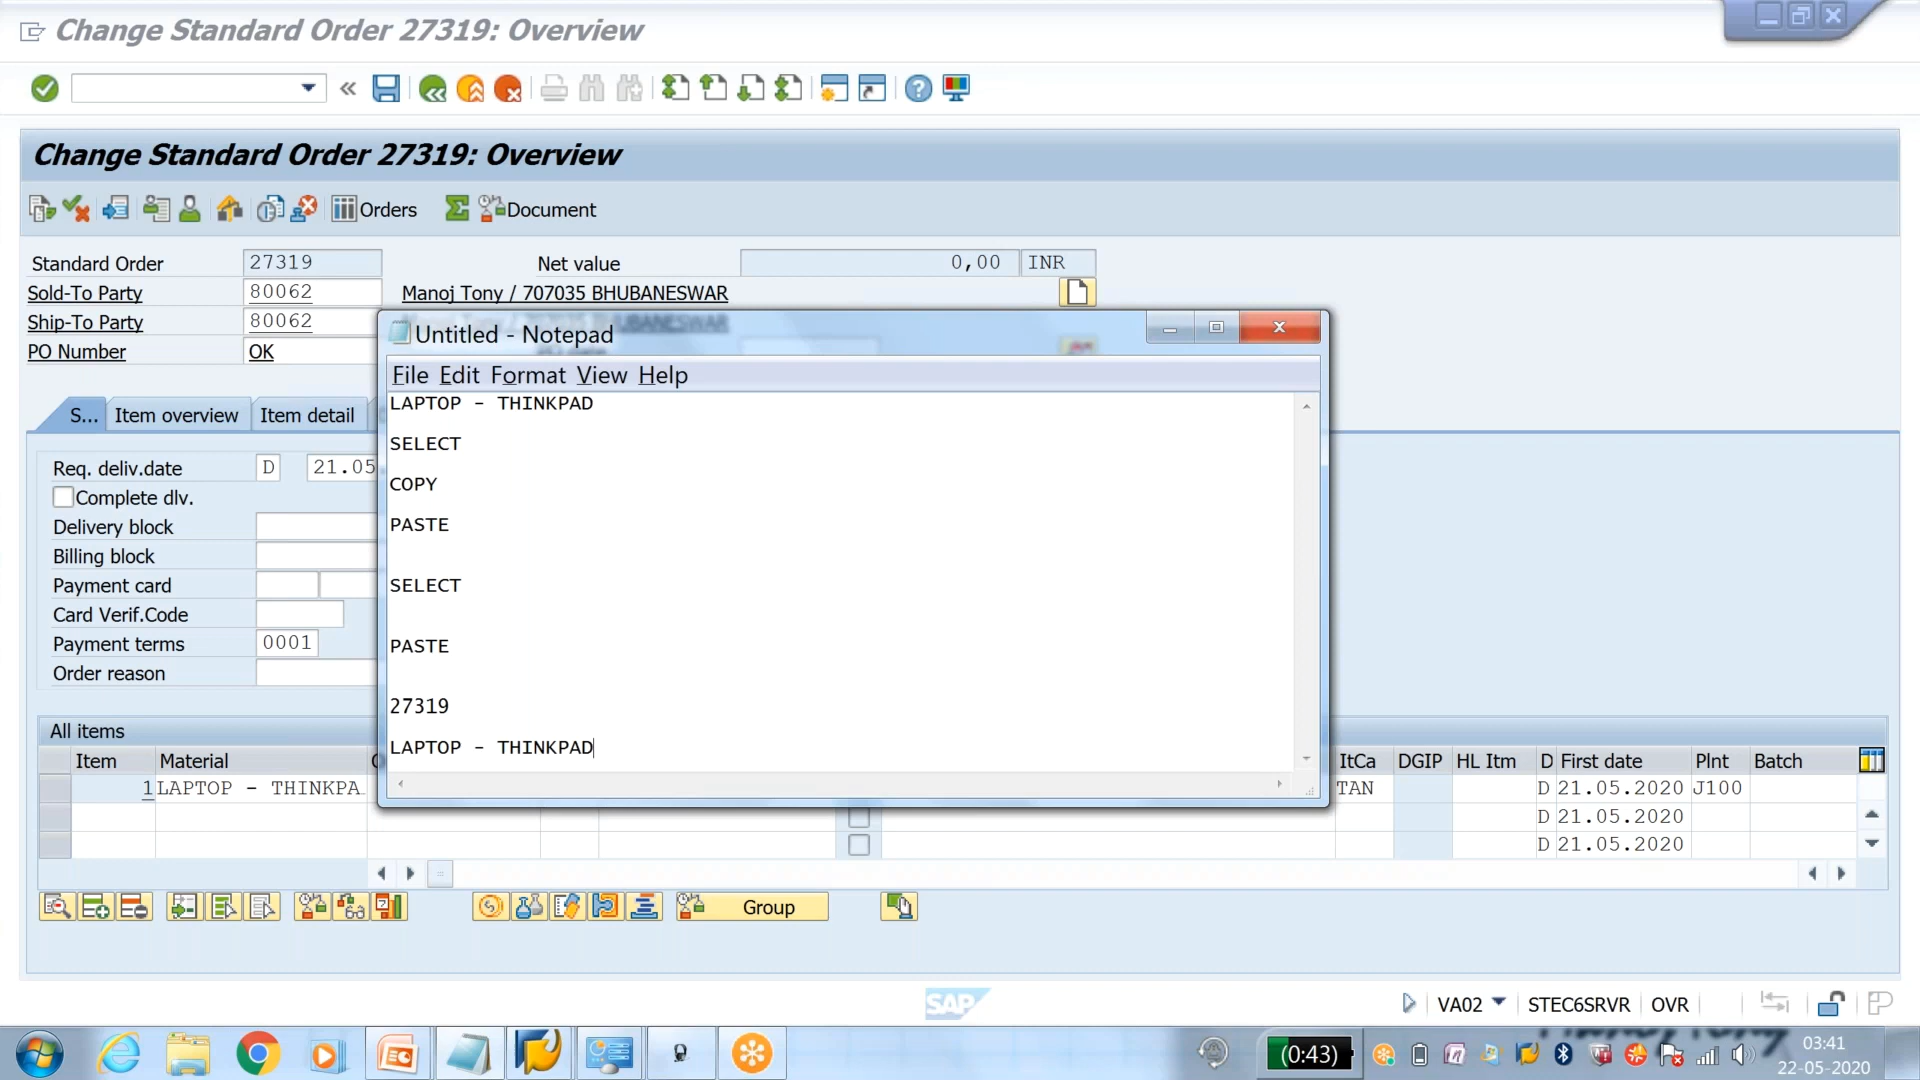 Change Standard Order 27319: Overview
Change Standard Order 27319: Overview
Orders
Document
Standard Order 27319 Net value 0,00 INR
Sold-To Party 80062 Manoj Tony / 707035 BHUBANESWAR
Ship-To Party 80062
PO Number OK
S... Item overview Item detail
Req. deliv.date D 21.05
Complete dlv.
Delivery block
Billing block
Payment card
Card Verif.Code
Payment terms 0001
Order reason
Untitled - Notepad
File Edit Format View Help
LAPTOP - THINKPAD
SELECT
COPY
PASTE
SELECT
PASTE
27319
LAPTOP - THINKPAD
All items
Item Material ItCa DGIP HL Itm D First date Plnt Batch
1 LAPTOP - THINKPA TAN D 21.05.2020 J100
D 21.05.2020
D 21.05.2020
Group
SAP
VA02 STEC6SRVR OVR
(0:43)
03:41
22-05-2020